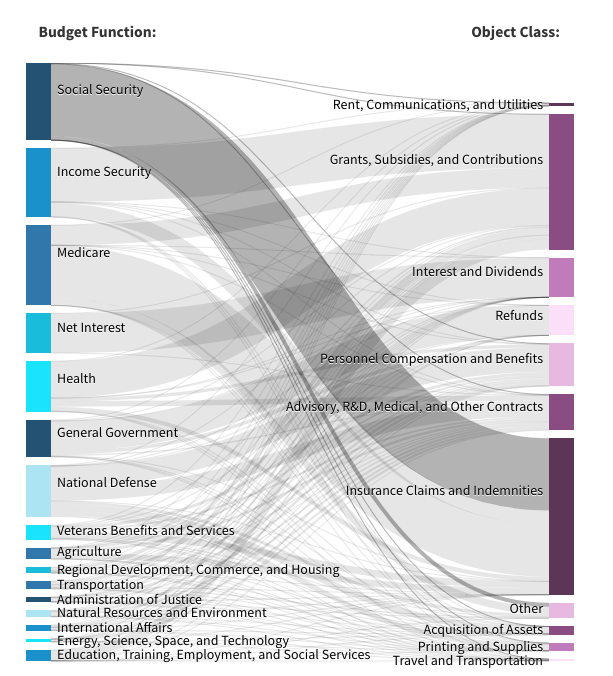 Budget Function:
Object Class:
Social Security
Income Security
Medicare
Net Interest
Health
General Government
National Defense
Veterans Benefits and Services
Agriculture
Regional Development, Commerce, and Housing
Transportation
Administration of Justice
Natural Resources and Environment
International Affairs
Energy, Science, Space, and Technology
Education, Training, Employment, and Social Services
Rent, Communications, and Utilities
Grants, Subsidies, and Contributions
Interest and Dividends
Refunds
Personnel Compensation and Benefits
Advisory, R&D, Medical, and Other Contracts
Insurance Claims and Indemnities
Other
Acquisition of Assets
Printing and Supplies
Travel and Transportation